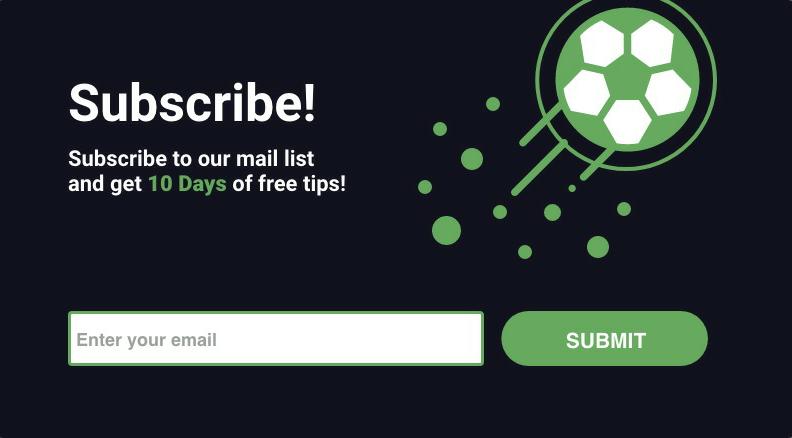 Subscribe!
Subscribe to our mail list
and get 10 Days of free tips!
Enter your email
SUBMIT